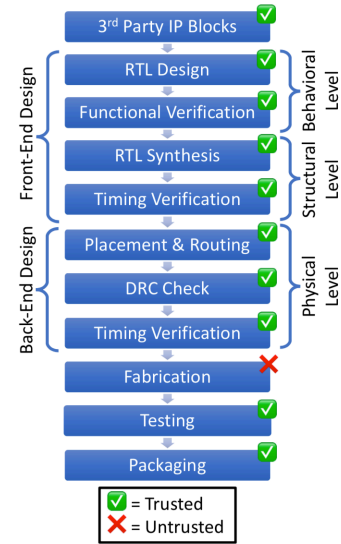 3rd Party IP Blocks
RTL Design
Functional Verification
RTL Synthesis
Timing Verification
Placement & Routing
DRC Check
Timing Verification
Fabrication
Testing
Packaging
Front-End Design
Back-End Design
Behavioral
Level
Structural
Level
Physical
Level
= Trusted
= Untrusted